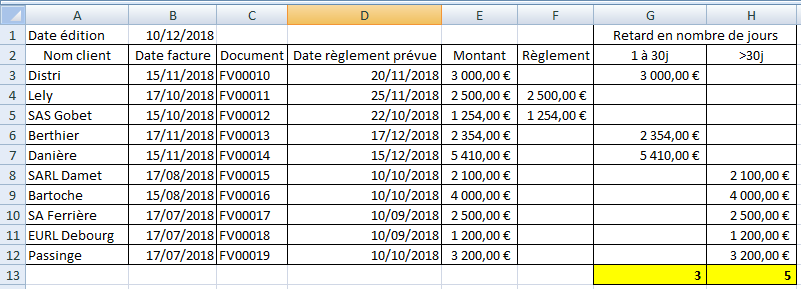 A B C D E F G H
1 Date édition 10/12/2018 Retard en nombre de jours
2 Nom client Date facture Document Date règlement prévue Montant Règlement 1 à 30j >30j
3 Distri 15/11/2018 FV00010 20/11/2018 3 000,00 € 3 000,00 €
4 Lely 17/10/2018 FV00011 25/11/2018 2 500,00 € 2 500,00 €
5 SAS Gobet 15/10/2018 FV00012 22/10/2018 1 254,00 € 1 254,00 €
6 Berthier 17/11/2018 FV00013 17/12/2018 2 354,00 € 2 354,00 €
7 Danière 15/11/2018 FV00014 15/12/2018 5 410,00 € 5 410,00 €
8 SARL Damet 17/08/2018 FV00015 10/10/2018 2 100,00 € 2 100,00 €
9 Bartoche 15/08/2018 FV00016 10/10/2018 4 000,00 € 4 000,00 €
10 SA Ferrière 17/07/2018 FV00017 10/09/2018 2 500,00 € 2 500,00 €
11 EURL Debourg 17/07/2018 FV00018 10/09/2018 1 200,00 € 1 200,00 €
12 Passinge 17/07/2018 FV00019 10/10/2018 3 200,00 € 3 200,00 €
13 3 5